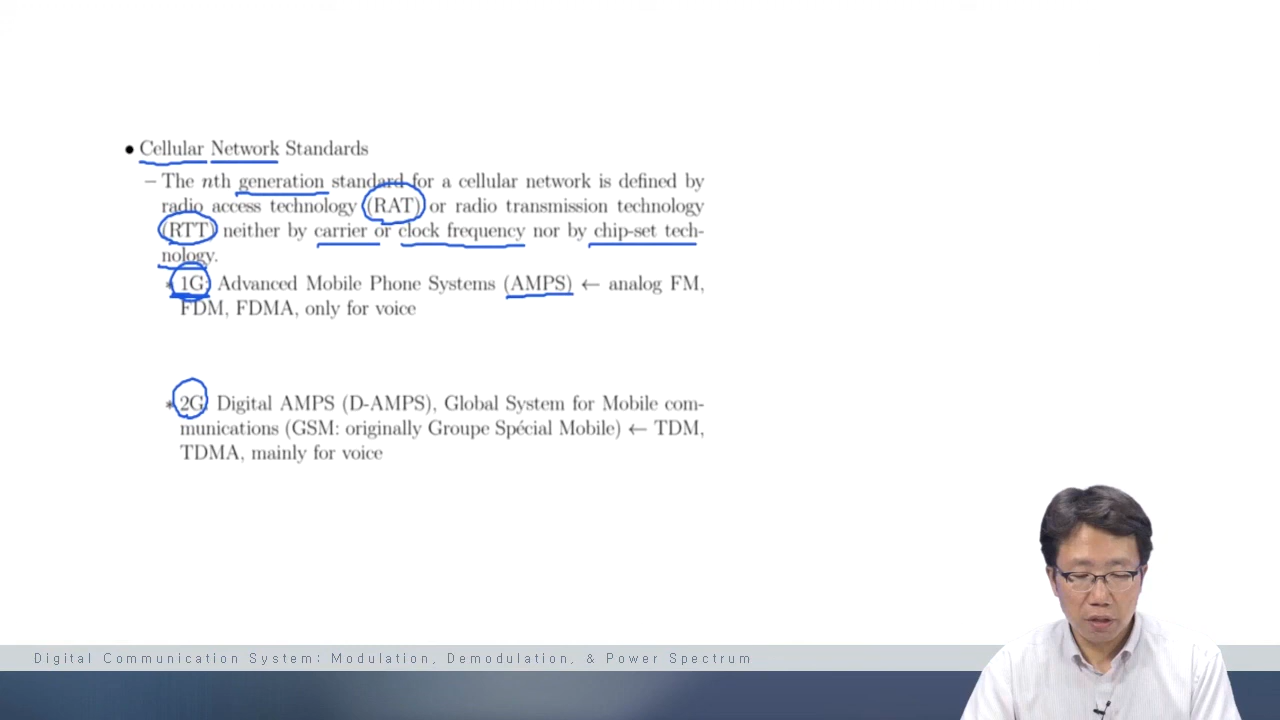 • Cellular Network Standards
– The nth generation standard for a cellular network is defined by
radio access technology (RAT) or radio transmission technology
(RTT) neither by carrier or clock frequency nor by chip-set tech-
nology.
* 1G: Advanced Mobile Phone Systems (AMPS) ← analog FM,
FDM, FDMA, only for voice
* 2G: Digital AMPS (D-AMPS), Global System for Mobile com-
munications (GSM: originally Groupe Spécial Mobile) ← TDM,
TDMA, mainly for voice
Digital Communication System: Modulation, Demodulation, & Power Spectrum